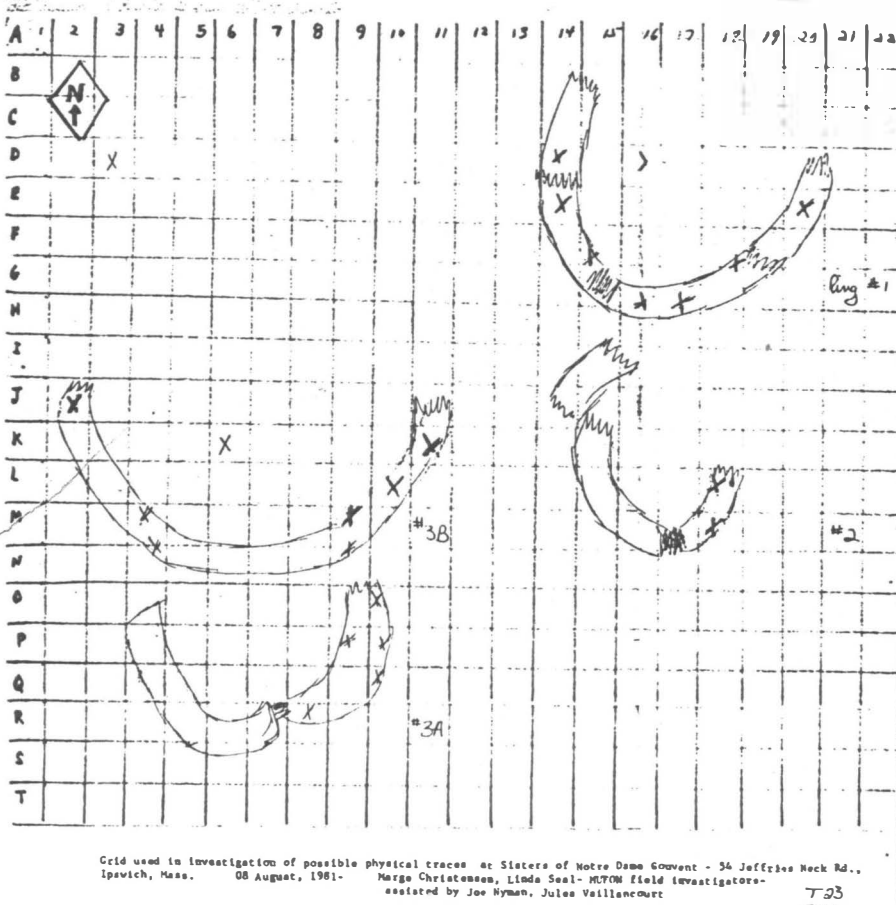 A 1 2 3 4 5 6 7 8 9 10 11 12 13 14 15 16 17 18 19 20 21 22
B
N
C
D
E
F
G
Ring #1
H
I
J
K
L
M
#3B
#2
N
O
P
Q
R
#3A
S
T
Grid used in investigation of possible physical traces at Sisters of Notre Dame Gouvent - 54 Jeffries Neck Rd.,
Ipswich, Mass. 08 August, 1981- Marge Christensen, Linda Seal- MUFON field investigators-
assisted by Joe Nyman, Jules Vaillancourt
T23